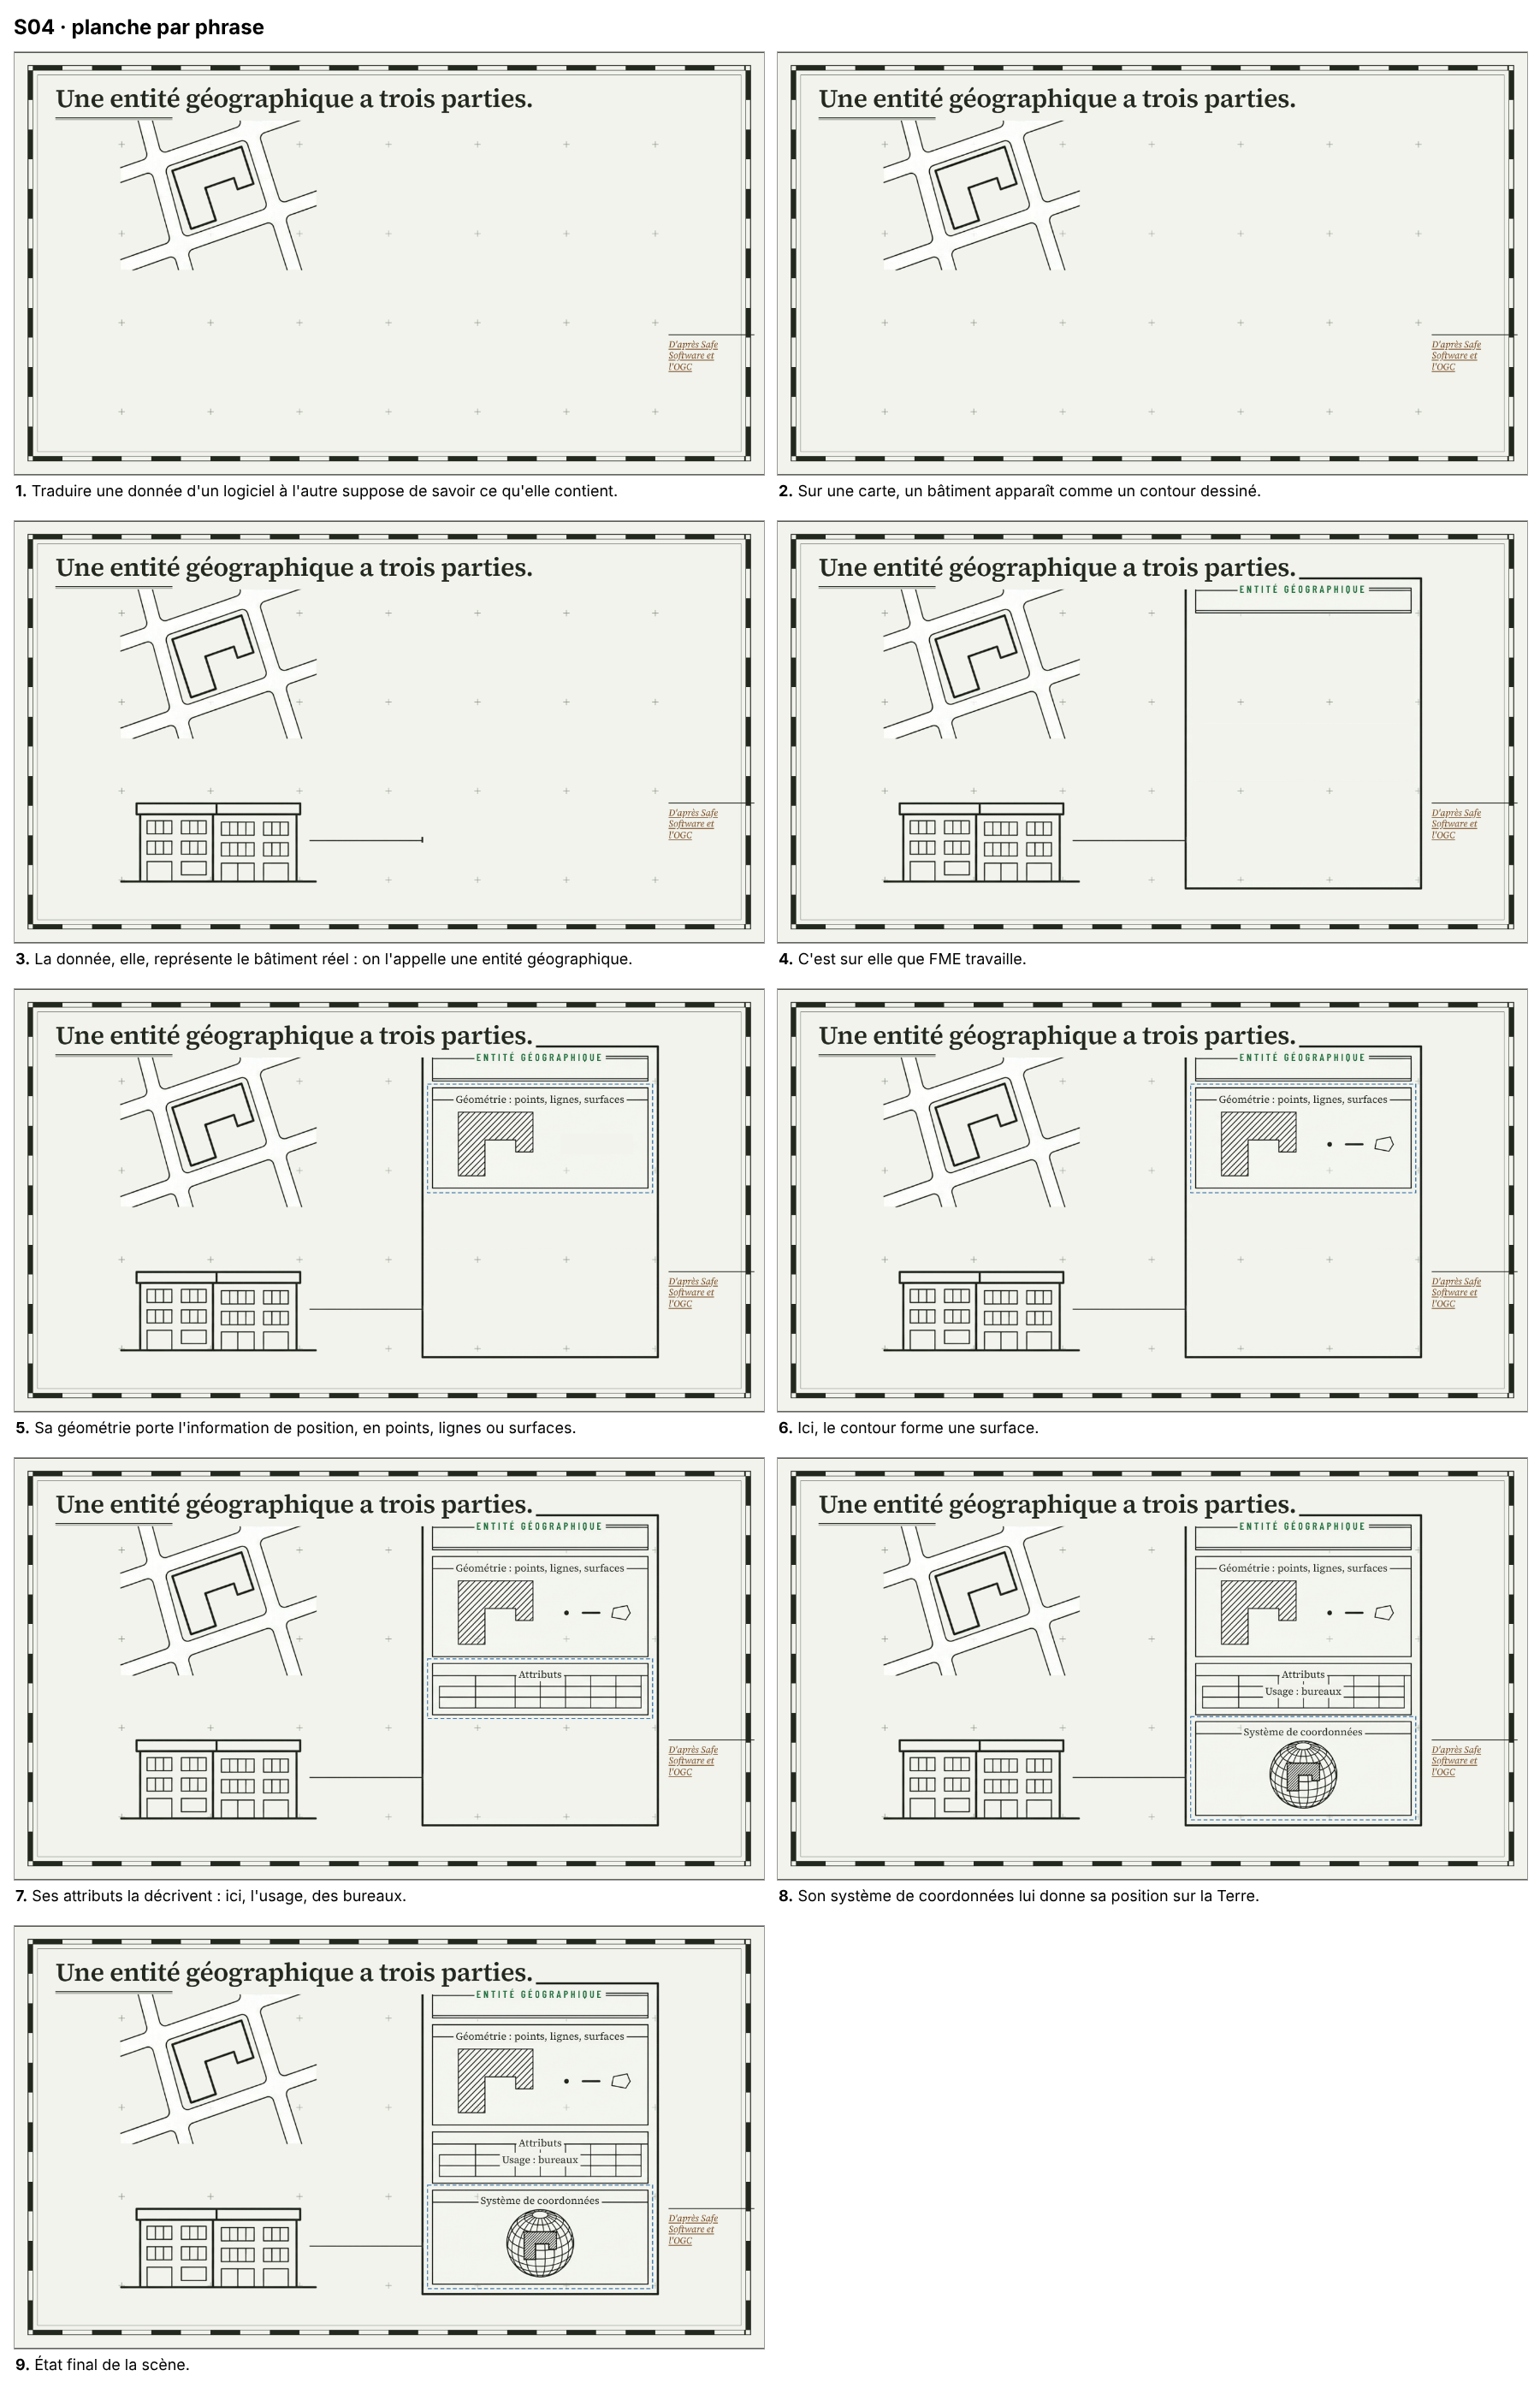 S04 · planche par phrase
Une entité géographique a trois parties.
D'après Safe
Software et
l'OGC
1. Traduire une donnée d'un logiciel à l'autre suppose de savoir ce qu'elle contient.
Une entité géographique a trois parties.
D'après Safe
Software et
l'OGC
2. Sur une carte, un bâtiment apparaît comme un contour dessiné.
Une entité géographique a trois parties.
D'après Safe
Software et
l'OGC
3. La donnée, elle, représente le bâtiment réel : on l'appelle une entité géographique.
Une entité géographique a trois parties.
ENTITÉ GÉOGRAPHIQUE
D'après Safe
Software et
l'OGC
4. C'est sur elle que FME travaille.
Une entité géographique a trois parties.
ENTITÉ GÉOGRAPHIQUE
Géométrie : points, lignes, surfaces
D'après Safe
Software et
l'OGC
5. Sa géométrie porte l'information de position, en points, lignes ou surfaces.
Une entité géographique a trois parties.
ENTITÉ GÉOGRAPHIQUE
Géométrie : points, lignes, surfaces
D'après Safe
Software et
l'OGC
6. Ici, le contour forme une surface.
Une entité géographique a trois parties.
ENTITÉ GÉOGRAPHIQUE
Géométrie : points, lignes, surfaces
Attributs
D'après Safe
Software et
l'OGC
7. Ses attributs la décrivent : ici, l'usage, des bureaux.
Une entité géographique a trois parties.
ENTITÉ GÉOGRAPHIQUE
Géométrie : points, lignes, surfaces
Attributs
Usage : bureaux
Système de coordonnées
D'après Safe
Software et
l'OGC
8. Son système de coordonnées lui donne sa position sur la Terre.
Une entité géographique a trois parties.
ENTITÉ GÉOGRAPHIQUE
Géométrie : points, lignes, surfaces
Attributs
Usage : bureaux
Système de coordonnées
D'après Safe
Software et
l'OGC
9. État final de la scène.